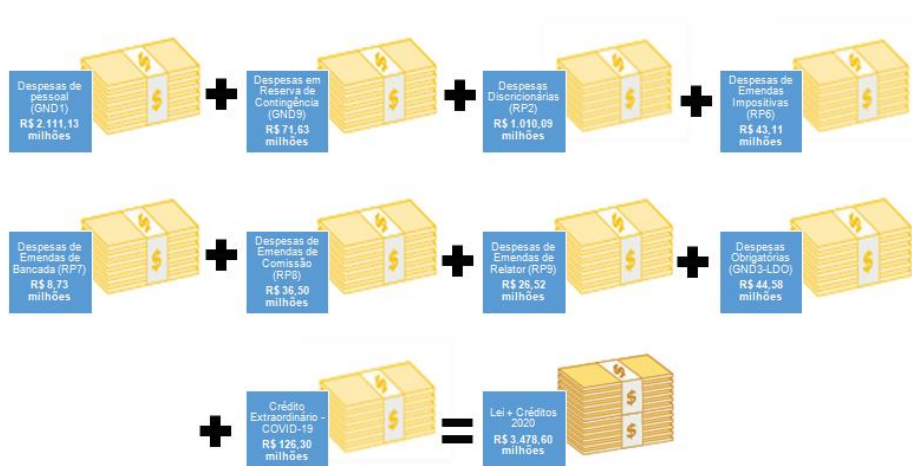 Despesas de
pessoal
(GND1)
R$ 2.111,13
milhões
+
Despesas em
Reserva de
Contingência
(GND9)
R$ 71,63
milhões
+
Despesas
Discricionárias
(RP2)
R$ 1.010,09
milhões
+
Despesas de
Emendas
Impositivas
(RP6)
R$ 43,11
milhões
Despesas de
Emendas de
Bancada (RP7)
R$ 8,73
milhões
+
Despesas de
Emendas de
Comissão
(RP8)
R$ 36,50
milhões
+
Despesas de
Emendas de
Relator (RP9)
R$ 26,52
milhões
+
Despesas
Obrigatórias
(GND3-LDO)
R$ 44,58
milhões
+
Crédito
Extraordinário -
COVID-19
R$ 126,30
milhões
=
Lei + Créditos
2020
R$ 3.478,60
milhões